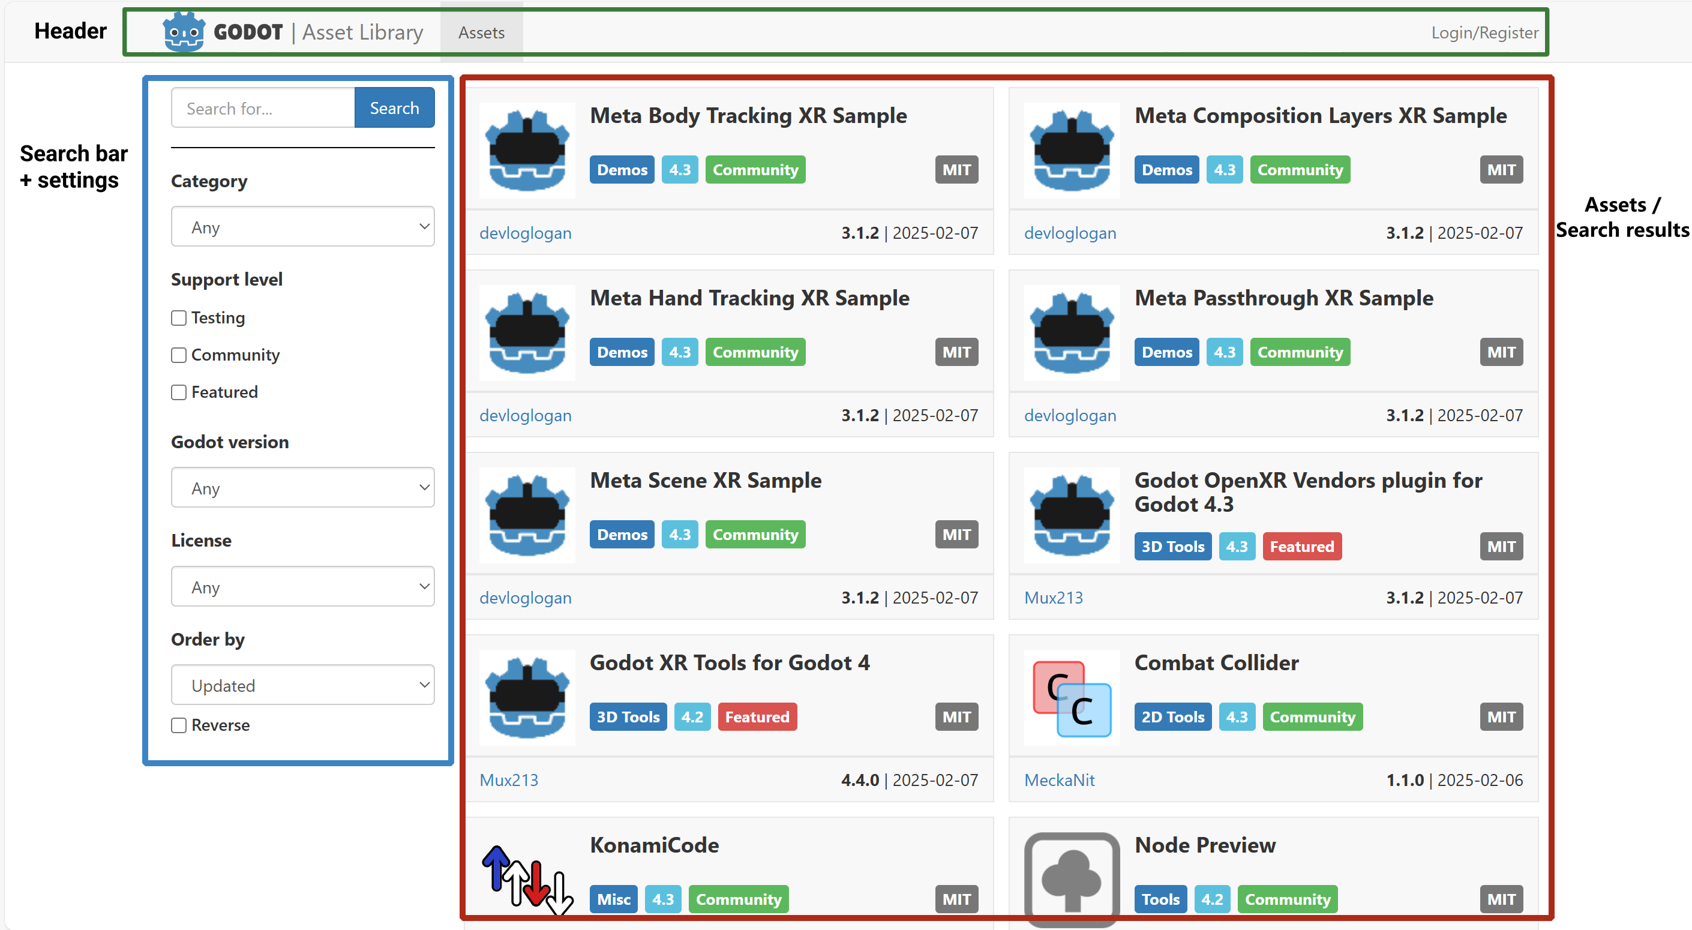 Header
GODOT | Asset Library
Assets
Login/Register
Search bar
+ settings
Search for...
Search
Category
Any
Support level
Testing
Community
Featured
Godot version
Any
License
Any
Order by
Updated
Reverse
Assets /
Search results
Meta Body Tracking XR Sample
Demos 4.3 Community MIT
devloglogan 3.1.2 | 2025-02-07
Meta Composition Layers XR Sample
Demos 4.3 Community MIT
devloglogan 3.1.2 | 2025-02-07
Meta Hand Tracking XR Sample
Demos 4.3 Community MIT
devloglogan 3.1.2 | 2025-02-07
Meta Passthrough XR Sample
Demos 4.3 Community MIT
devloglogan 3.1.2 | 2025-02-07
Meta Scene XR Sample
Demos 4.3 Community MIT
devloglogan 3.1.2 | 2025-02-07
Godot OpenXR Vendors plugin for
Godot 4.3
3D Tools 4.3 Featured MIT
Mux213 3.1.2 | 2025-02-07
Godot XR Tools for Godot 4
3D Tools 4.2 Featured MIT
Mux213 4.4.0 | 2025-02-07
C
C
Combat Collider
2D Tools 4.3 Community MIT
MeckaNit 1.1.0 | 2025-02-06
KonamiCode
Misc 4.3 Community MIT
Node Preview
Tools 4.2 Community MIT